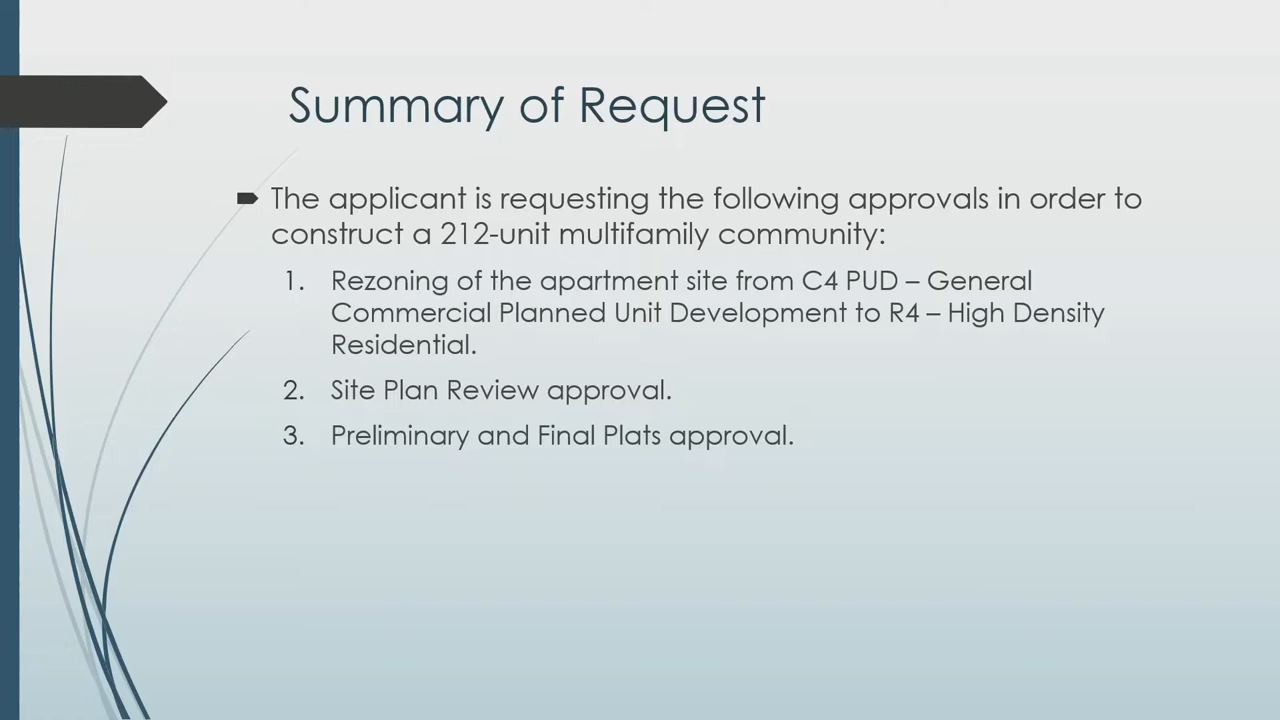 Summary of Request
The applicant is requesting the following approvals in order to
construct a 212-unit multifamily community:
1. Rezoning of the apartment site from C4 PUD – General
Commercial Planned Unit Development to R4 – High Density
Residential.
2. Site Plan Review approval.
3. Preliminary and Final Plats approval.